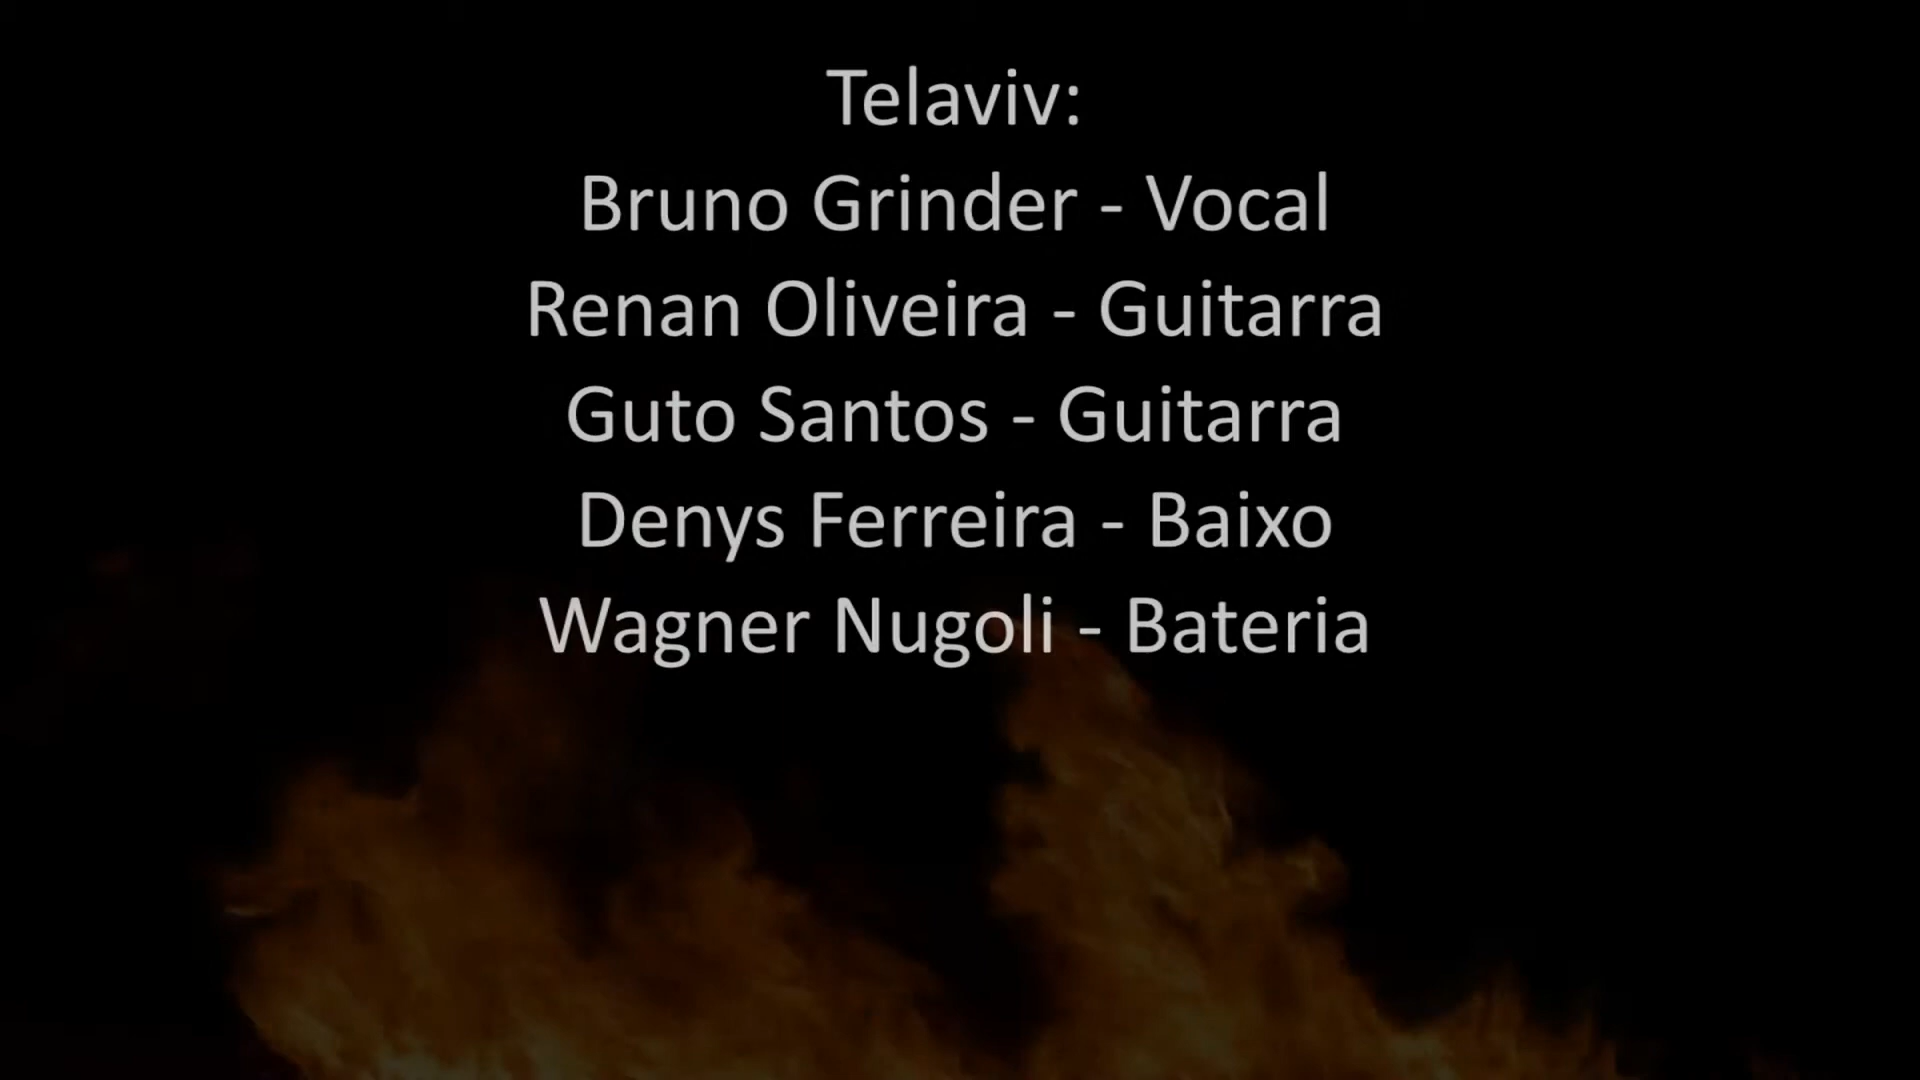 Telaviv:
Bruno Grinder - Vocal
Renan Oliveira - Guitarra
Guto Santos - Guitarra
Denys Ferreira - Baixo
Wagner Nugoli - Bateria